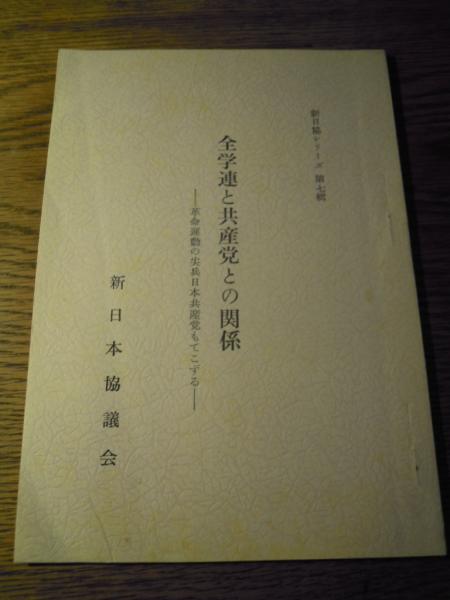 新日協シリーズ 第七輯
全学連と共産党との関係
――革命運動の尖兵日本共産党もてこずる――
新日本協議会